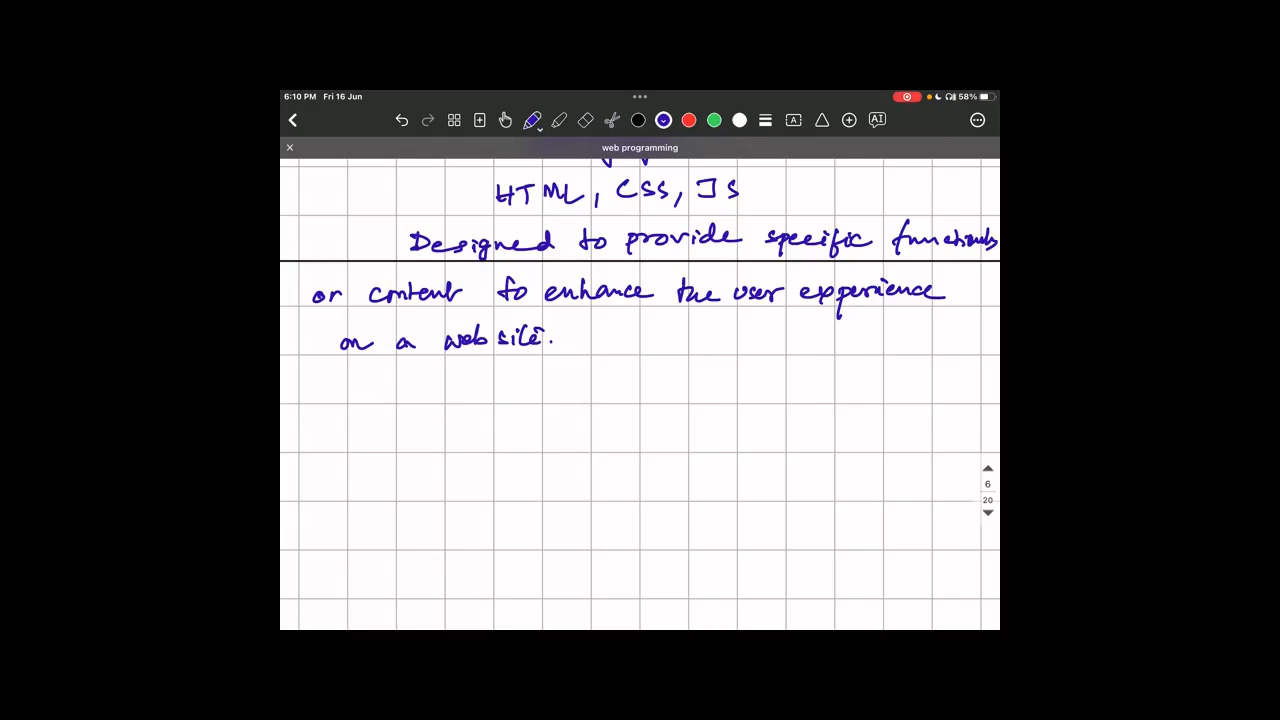 6:10 PM Fri 16 Jun 58%
A AI
web programming
HTML, CSS, JS
Designed to provide specific functions
or content to enhance the user experience
on a website.
6
20